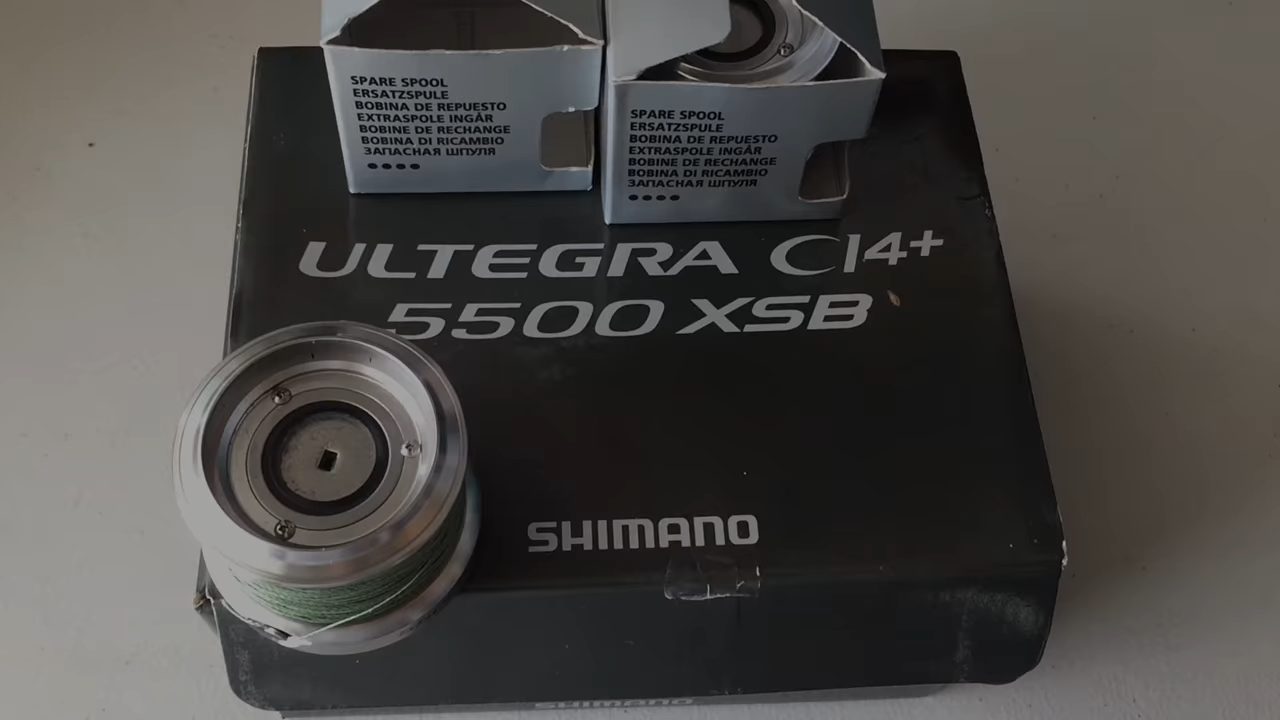 SPARE SPOOL
ERSATZSPULE
BOBINA DE REPUESTO
EXTRASPOLE INGÅR
BOBINE DE RECHANGE
BOBINA DI RICAMBIO
ЗАПАСНАЯ ШПУЛЯ
SPARE SPOOL
ERSATZSPULE
BOBINA DE REPUESTO
EXTRASPOLE INGÅR
BOBINE DE RECHANGE
BOBINA DI RICAMBIO
ЗАПАСНАЯ ШПУЛЯ
ULTEGRA CI4+
5500 XSB
SHIMANO
SHIMANO